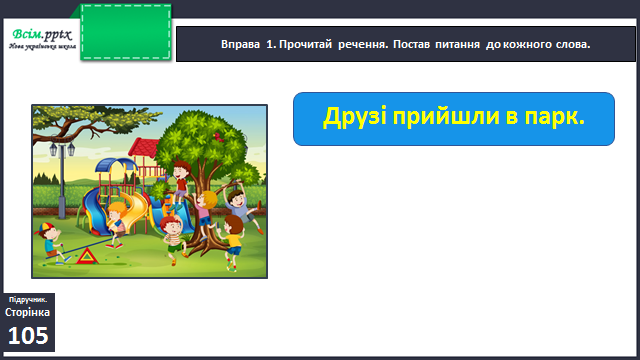 Всім.pptx
Нова українська школа
Вправа 1. Прочитай речення. Постав питання до кожного слова.
Друзі прийшли в парк.
Підручник.
Сторінка
105